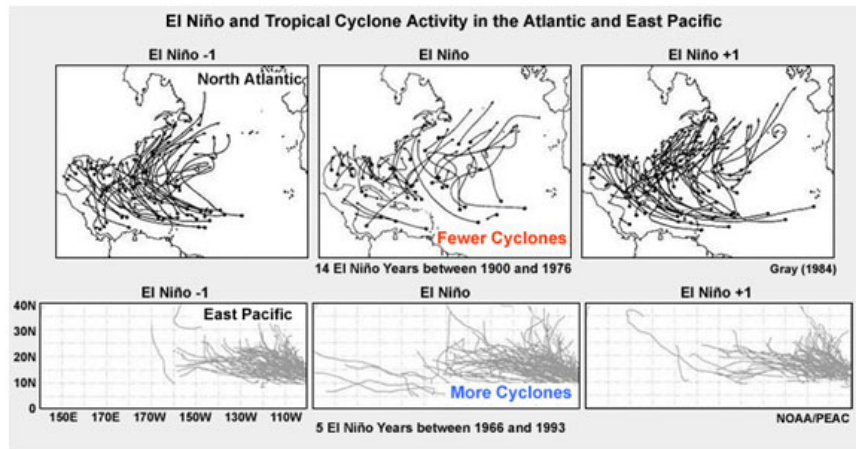 El Niño and Tropical Cyclone Activity in the Atlantic and East Pacific
El Niño -1
El Niño
El Niño +1
North Atlantic
Fewer Cyclones
14 El Niño Years between 1900 and 1976
Gray (1984)
El Niño -1
El Niño
El Niño +1
40N
30N
20N
10N
0
East Pacific
More Cyclones
150E 170E 170W 150W 130W 110W
NOAA/PEAC
5 El Niño Years between 1966 and 1993